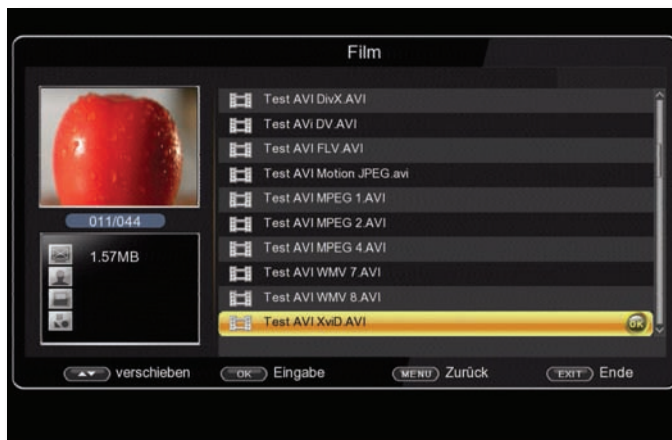 Film
Test AVI DivX.AVI
Test AVi DV.AVI
Test AVI FLV.AVI
Test AVI Motion JPEG.avi
Test AVI MPEG 1.AVI
Test AVI MPEG 2.AVI
Test AVI MPEG 4.AVI
Test AVI WMV 7.AVI
Test AVI WMV 8.AVI
Test AVI XviD.AVI OK
011/044
1.57MB
verschieben OK Eingabe MENU Zurück EXIT Ende